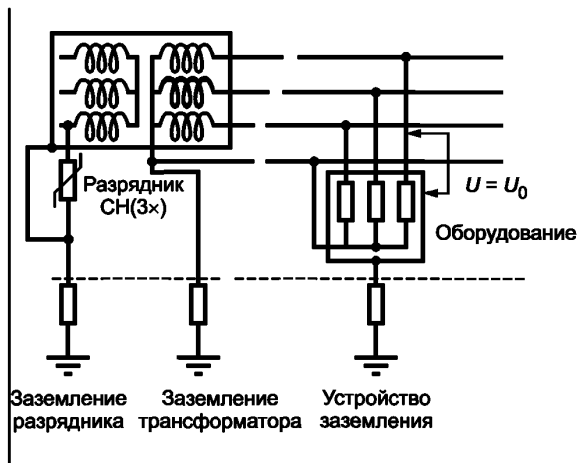 Разрядник
СН(3×)
U = U₀
Оборудование
Заземление
разрядника
Заземление
трансформатора
Устройство
заземления